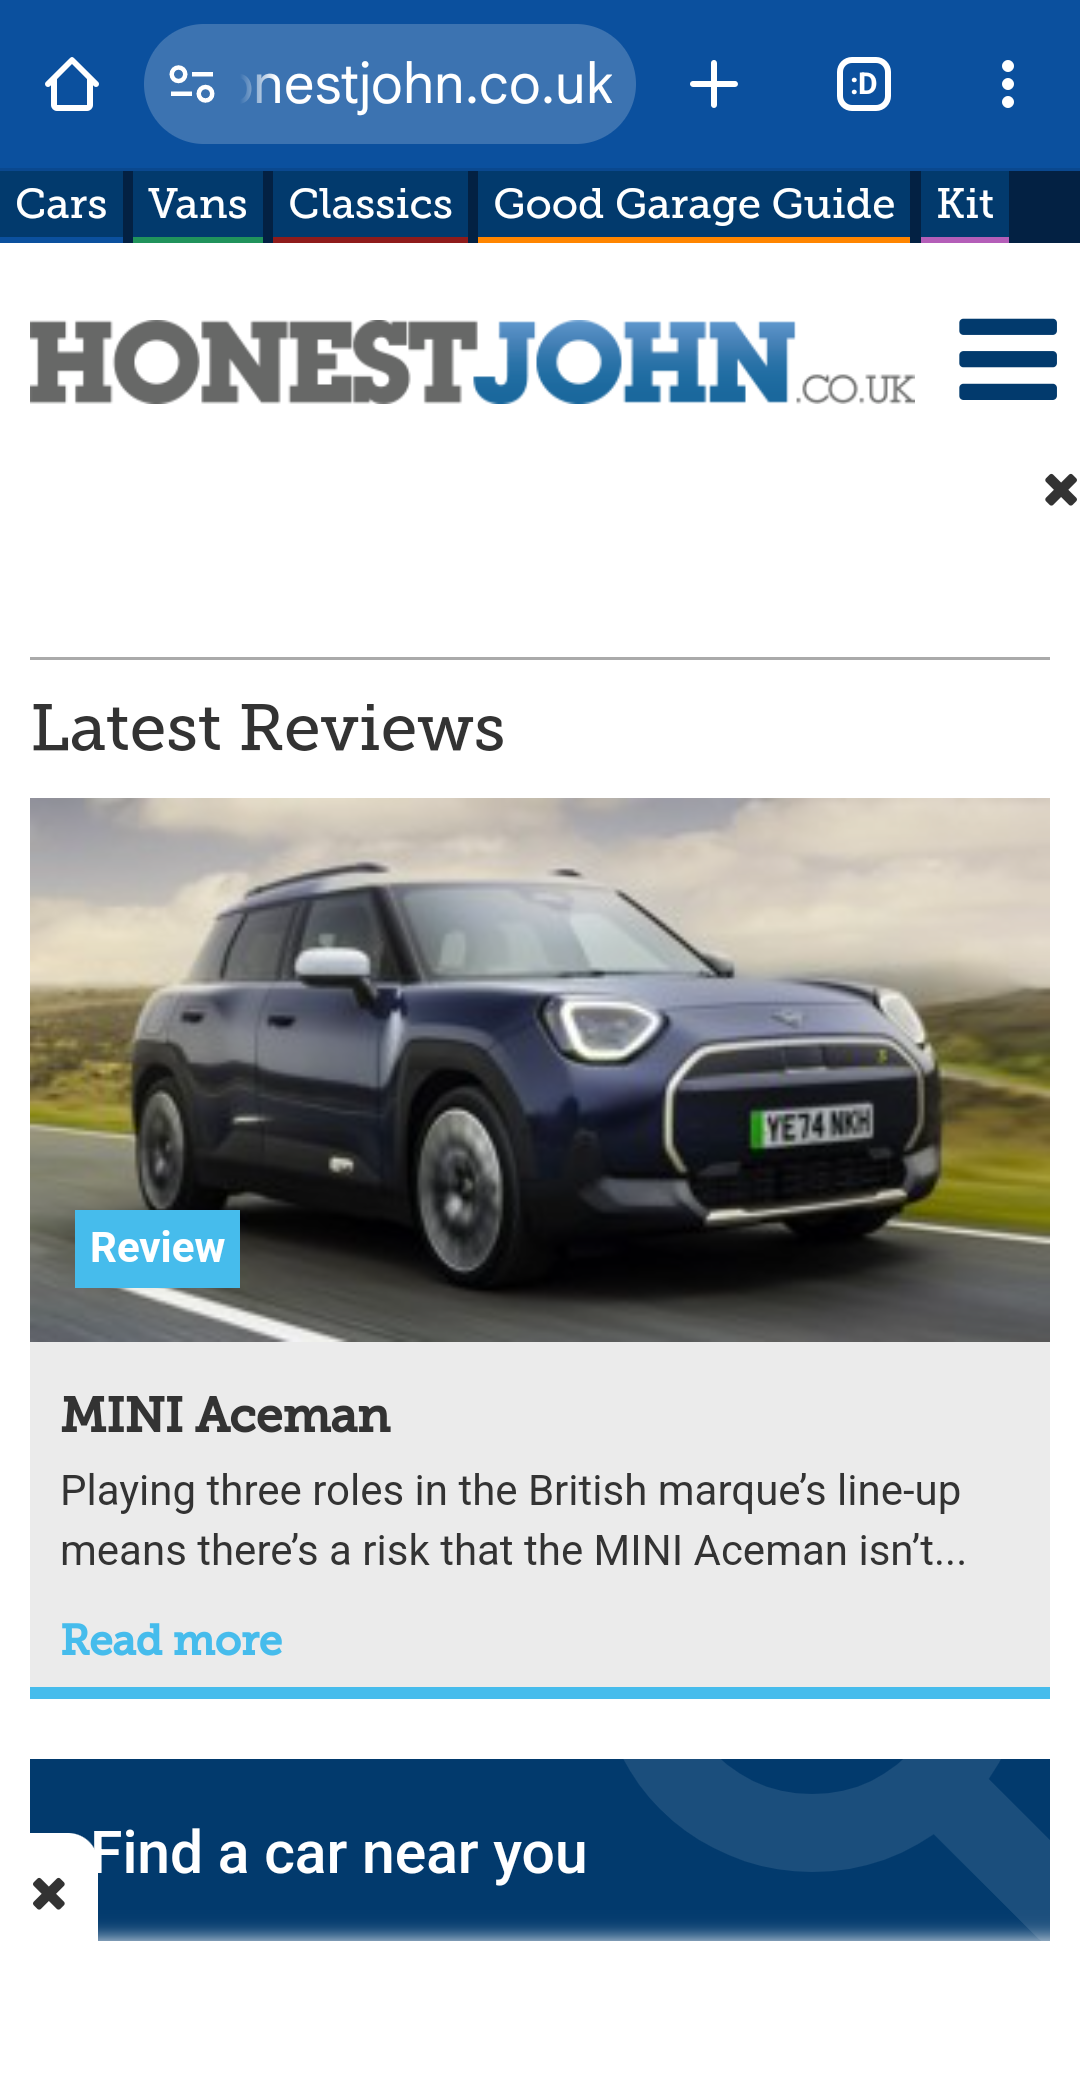 nestjohn.co.uk
:D
Cars Vans Classics Good Garage Guide Kit
HONESTJOHN.CO.UK
Latest Reviews
YE74 NKH
Review
MINI Aceman
Playing three roles in the British marque’s line-up
means there’s a risk that the MINI Aceman isn’t...
Read more
Find a car near you